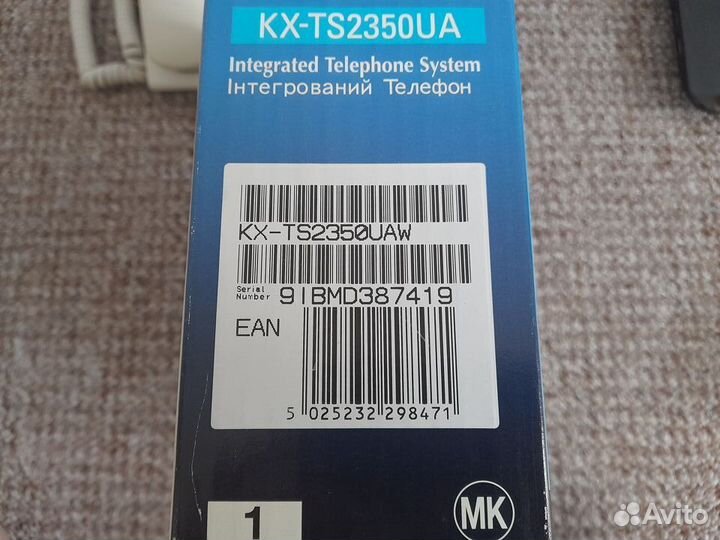 KX-TS2350UA
Integrated Telephone System
Інтегрований Телефон
KX-TS2350UAW
Serial Number 9IBMD387419
EAN
5 025232 298471
1
MK
Avito